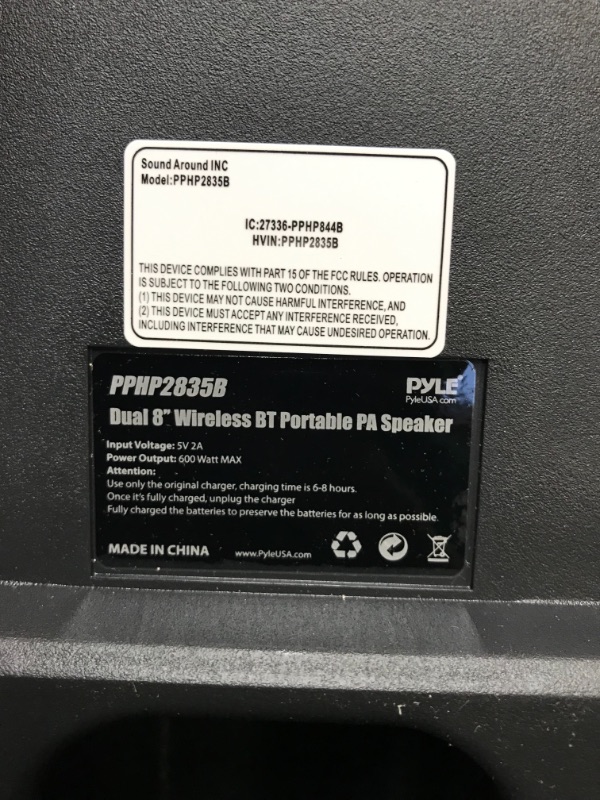 Sound Around INC
Model:PPHP2835B
IC:27336-PPHP844B
HVIN:PPHP2835B
THIS DEVICE COMPLIES WITH PART 15 OF THE FCC RULES. OPERATION
IS SUBJECT TO THE FOLLOWING TWO CONDITIONS.
(1) THIS DEVICE MAY NOT CAUSE HARMFUL INTERFERENCE, AND
(2) THIS DEVICE MUST ACCEPT ANY INTERFERENCE RECEIVED,
INCLUDING INTERFERENCE THAT MAY CAUSE UNDESIRED OPERATION.
PPHP2835B
PYLE
PyleUSA.com
Dual 8" Wireless BT Portable PA Speaker
Input Voltage: 5V 2A
Power Output: 600 Watt MAX
Attention:
Use only the original charger, charging time is 6-8 hours.
Once it's fully charged, unplug the charger
Fully charged the batteries to preserve the batteries for as long as possible.
MADE IN CHINA www.PyleUSA.com